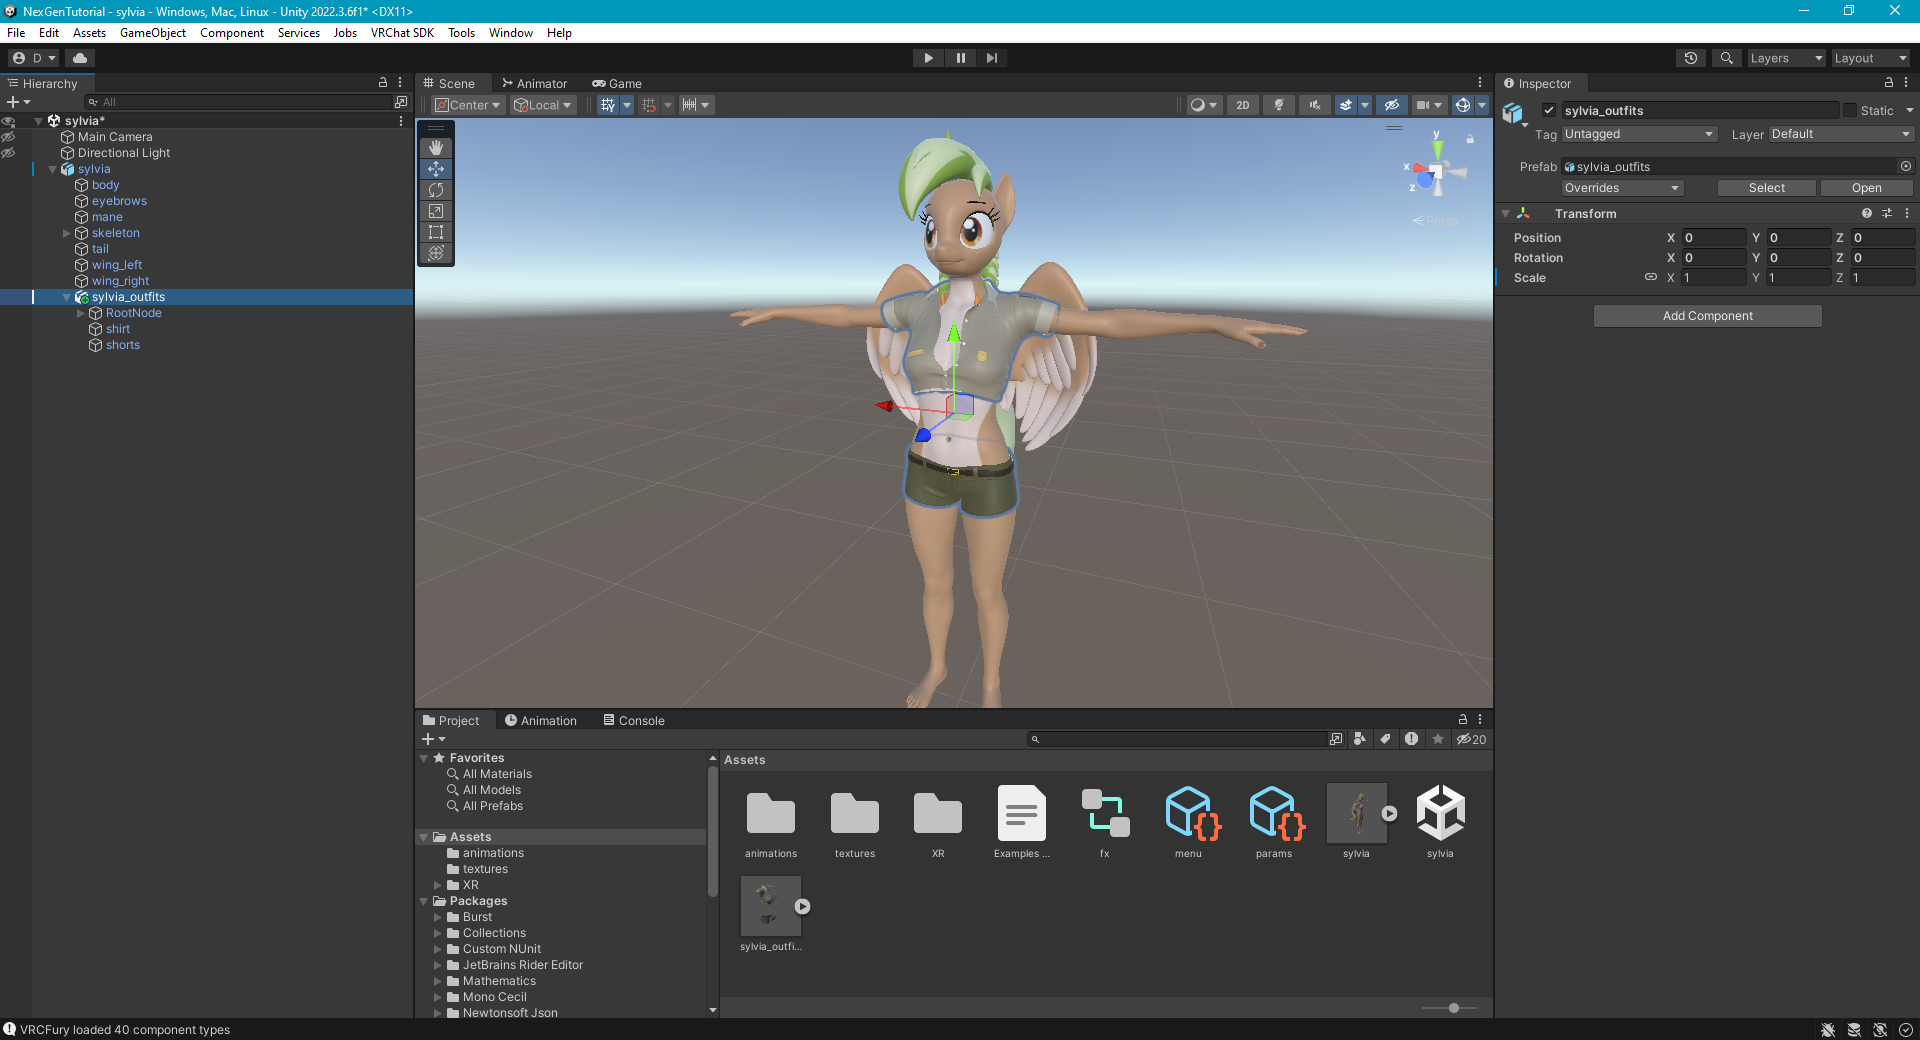 NexGenTutorial - sylvia - Windows, Mac, Linux - Unity 2022.3.6f1* <DX11>
File Edit Assets GameObject Component Services Jobs VRChat SDK Tools Window Help
D Layers Layout
Hierarchy
All
sylvia*
Main Camera
Directional Light
sylvia
body
eyebrows
mane
skeleton
tail
wing_left
wing_right
sylvia_outfits
RootNode
shirt
shorts
Scene Animator Game
Center Local 2D
y
x
z
Persp
Inspector
sylvia_outfits Static
Tag Untagged Layer Default
Prefab sylvia_outfits
Overrides Select Open
Transform
Position X 0 Y 0 Z 0
Rotation X 0 Y 0 Z 0
Scale X 1 Y 1 Z 1
Add Component
Project Animation Console
20
Favorites
All Materials
All Models
All Prefabs
Assets
animations
textures
XR
Packages
Burst
Collections
Custom NUnit
JetBrains Rider Editor
Mathematics
Mono Cecil
Newtonsoft Json
Assets
animations textures XR Examples ... fx menu params sylvia sylvia
sylvia_outfi...
VRCFury loaded 40 component types